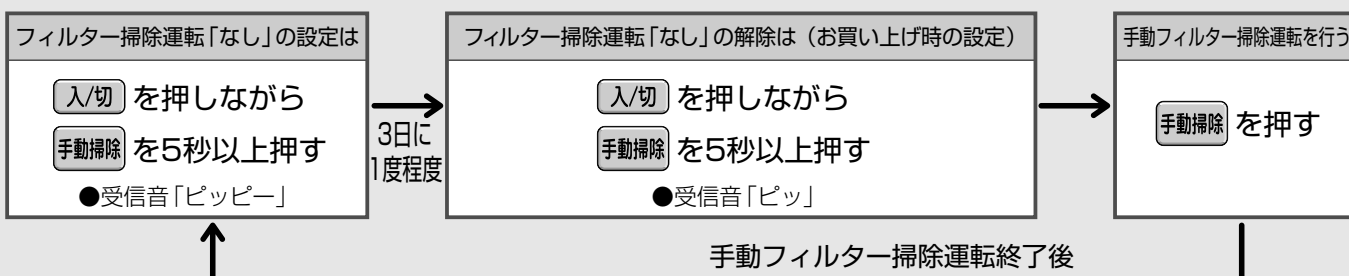 フィルター掃除運転「なし」の設定は
入/切 を押しながら
手動掃除 を5秒以上押す
●受信音「ピッピー」
3日に
1度程度
フィルター掃除運転「なし」の解除は（お買い上げ時の設定）
入/切 を押しながら
手動掃除 を5秒以上押す
●受信音「ピッ」
手動フィルター掃除運転を行う
手動掃除 を押す
手動フィルター掃除運転終了後